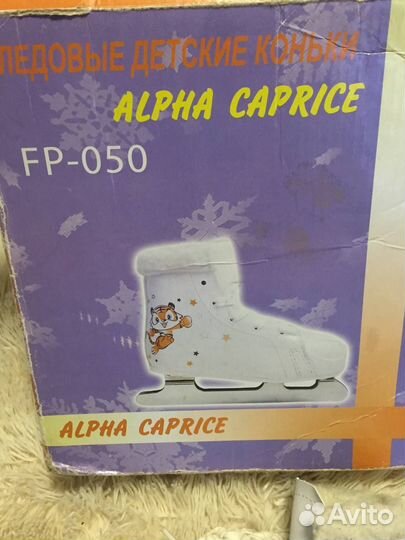 ЛЕДОВЫЕ ДЕТСКИЕ КОНЬКИ
ALPHA CAPRICE
FP-050
ALPHA CAPRICE
Avito